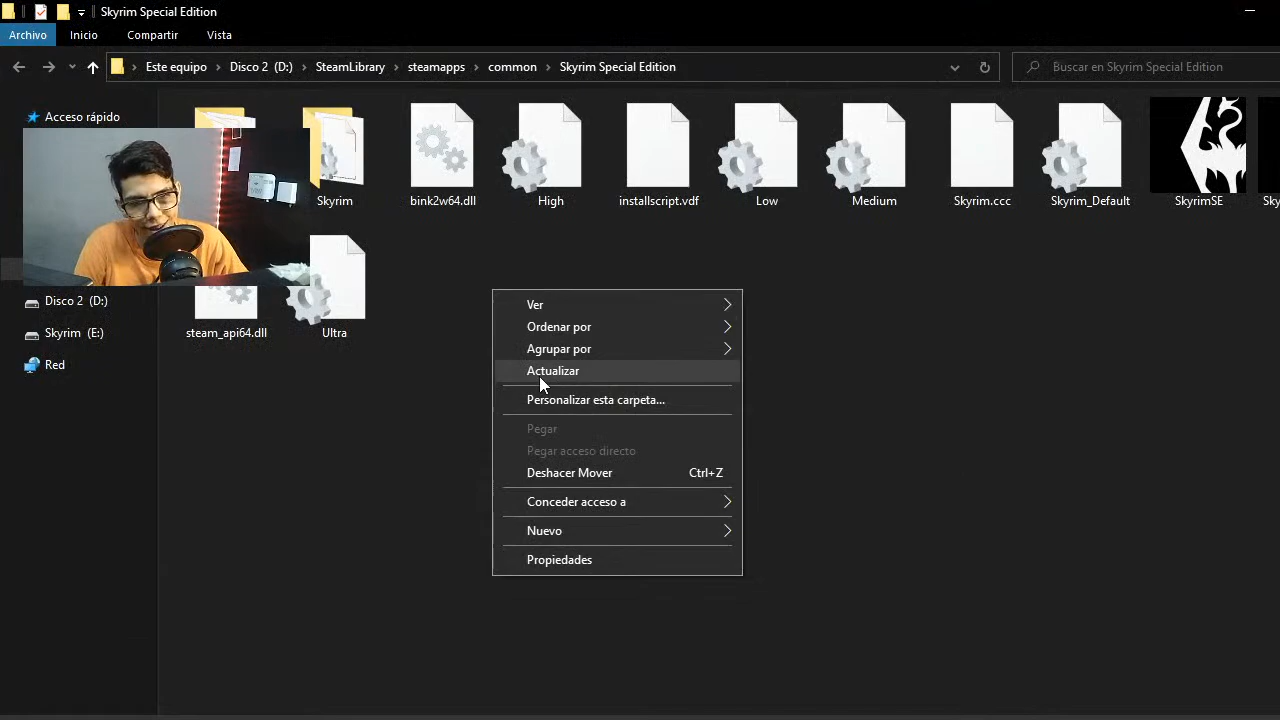 Skyrim Special Edition
Archivo Inicio Compartir Vista
Este equipo Disco 2 (D:) SteamLibrary steamapps common Skyrim Special Edition
Buscar en Skyrim Special Edition
Acceso rápido
Skyrim bink2w64.dll High installscript.vdf Low Medium Skyrim.ccc Skyrim_Default SkyrimSE
steam_api64.dll Ultra
Disco 2 (D:)
Skyrim (E:)
Red
Ver
Ordenar por
Agrupar por
Actualizar
Personalizar esta carpeta...
Pegar
Pegar acceso directo
Deshacer Mover Ctrl+Z
Conceder acceso a
Nuevo
Propiedades